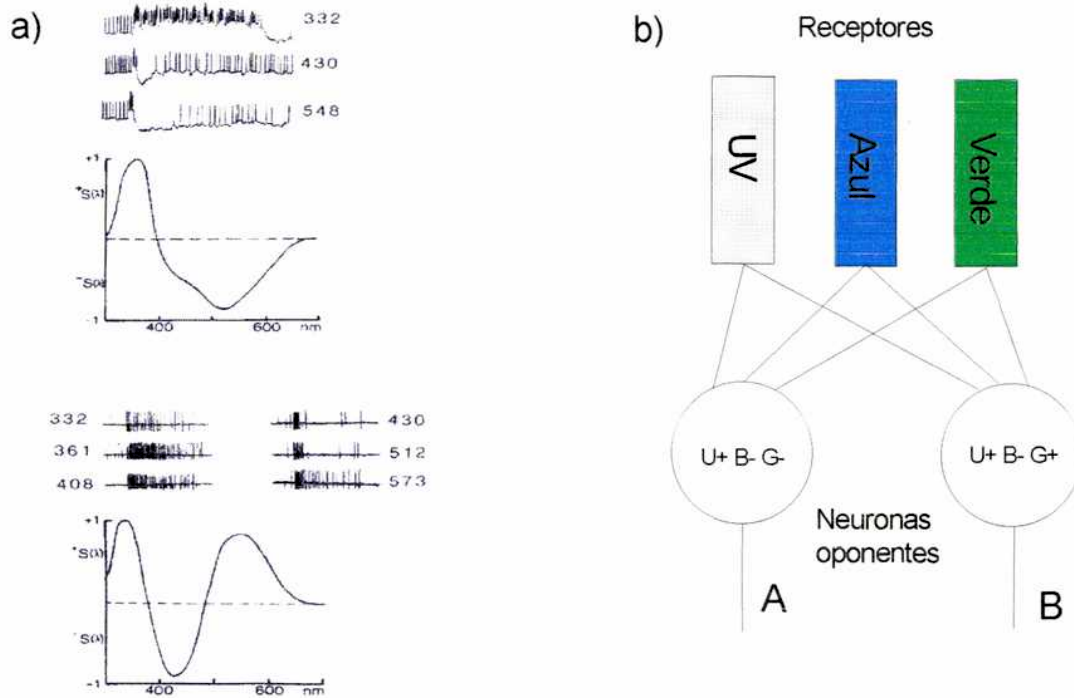 a)
332
430
548
+1
+S(λ)
-S(λ)
-1
400
600
nm
332
361
408
430
512
573
+1
+S(λ)
-S(λ)
-1
400
600
nm
b)
Receptores
UV
Azul
Verde
U+ B- G-
U+ B- G+
Neuronas
oponentes
A
B